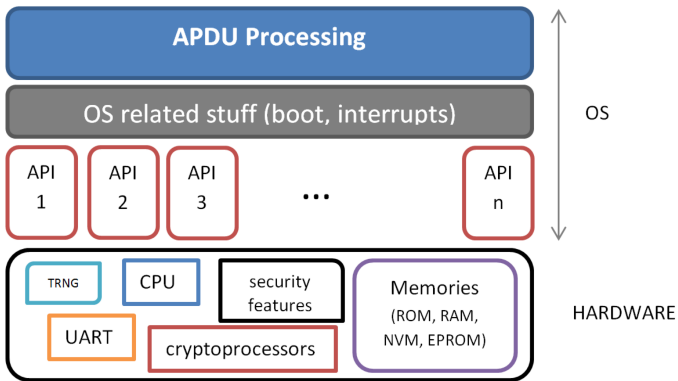 APDU Processing
OS related stuff (boot, interrupts)
OS
API
1
API
2
API
3
...
API
n
TRNG
CPU
security
features
Memories
(ROM, RAM,
NVM, EPROM)
UART
cryptoprocessors
HARDWARE